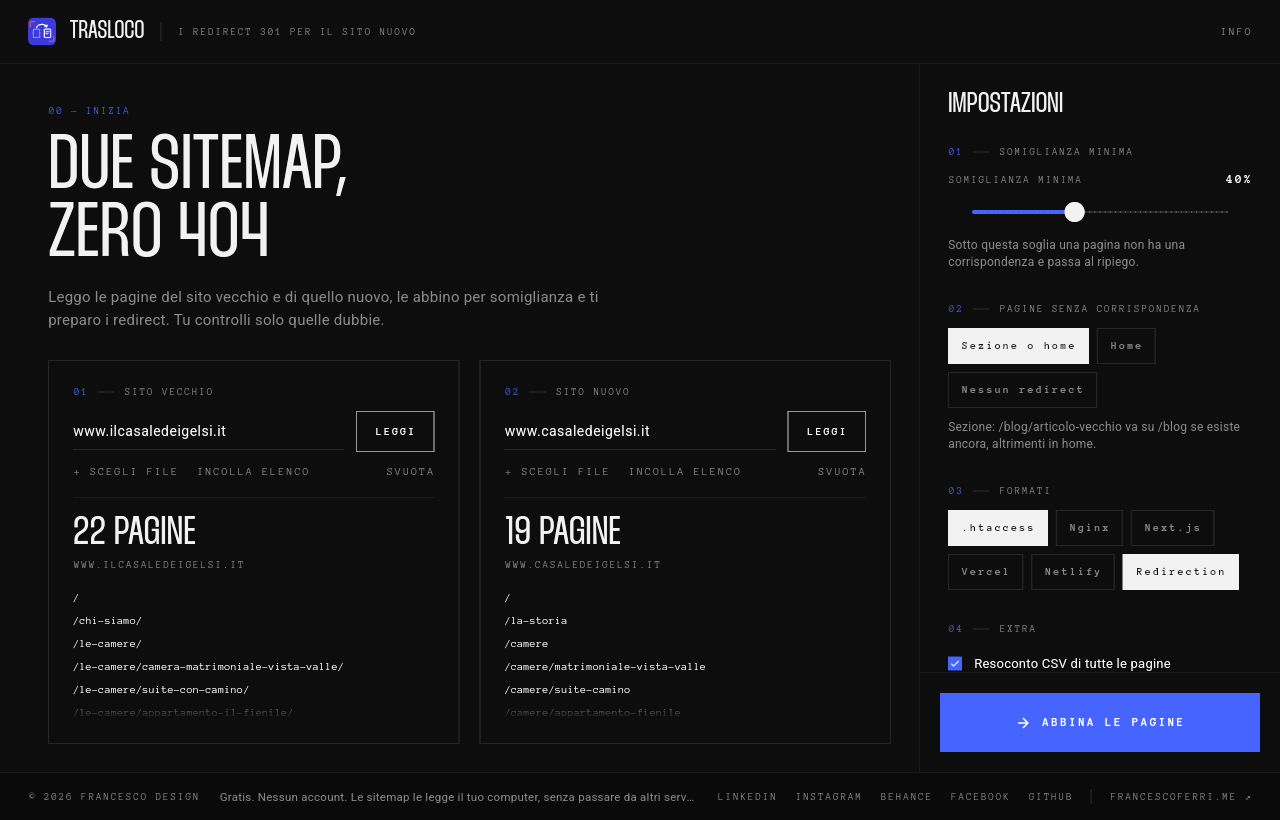 TRASLOCO
I REDIRECT 301 PER IL SITO NUOVO
INFO
00 — INIZIA
DUE SITEMAP,
ZERO 404
Leggo le pagine del sito vecchio e di quello nuovo, le abbino per somiglianza e ti
preparo i redirect. Tu controlli solo quelle dubbie.
01 — SITO VECCHIO
www.ilcasaledeigelsi.it
LEGGI
+ SCEGLI FILE INCOLLA ELENCO SVUOTA
22 PAGINE
WWW.ILCASALEDEIGELSI.IT
/
/chi-siamo/
/le-camere/
/le-camere/camera-matrimoniale-vista-valle/
/le-camere/suite-con-camino/
/le-camere/appartamento-il-fienile/
02 — SITO NUOVO
www.casaledeigelsi.it
LEGGI
+ SCEGLI FILE INCOLLA ELENCO SVUOTA
19 PAGINE
WWW.CASALEDEIGELSI.IT
/
/la-storia
/camere
/camere/matrimoniale-vista-valle
/camere/suite-camino
/camere/appartamento-fienile
IMPOSTAZIONI
01 — SOMIGLIANZA MINIMA
SOMIGLIANZA MINIMA 40%
Sotto questa soglia una pagina non ha una
corrispondenza e passa al ripiego.
02 — PAGINE SENZA CORRISPONDENZA
Sezione o home Home
Nessun redirect
Sezione: /blog/articolo-vecchio va su /blog se esiste
ancora, altrimenti in home.
03 — FORMATI
.htaccess Nginx Next.js
Vercel Netlify Redirection
04 — EXTRA
Resoconto CSV di tutte le pagine
→ ABBINA LE PAGINE
© 2026 FRANCESCO DESIGN
Gratis. Nessun account. Le sitemap le legge il tuo computer, senza passare da altri serv…
LINKEDIN INSTAGRAM BEHANCE FACEBOOK GITHUB
FRANCESCOFERRI.ME ↗